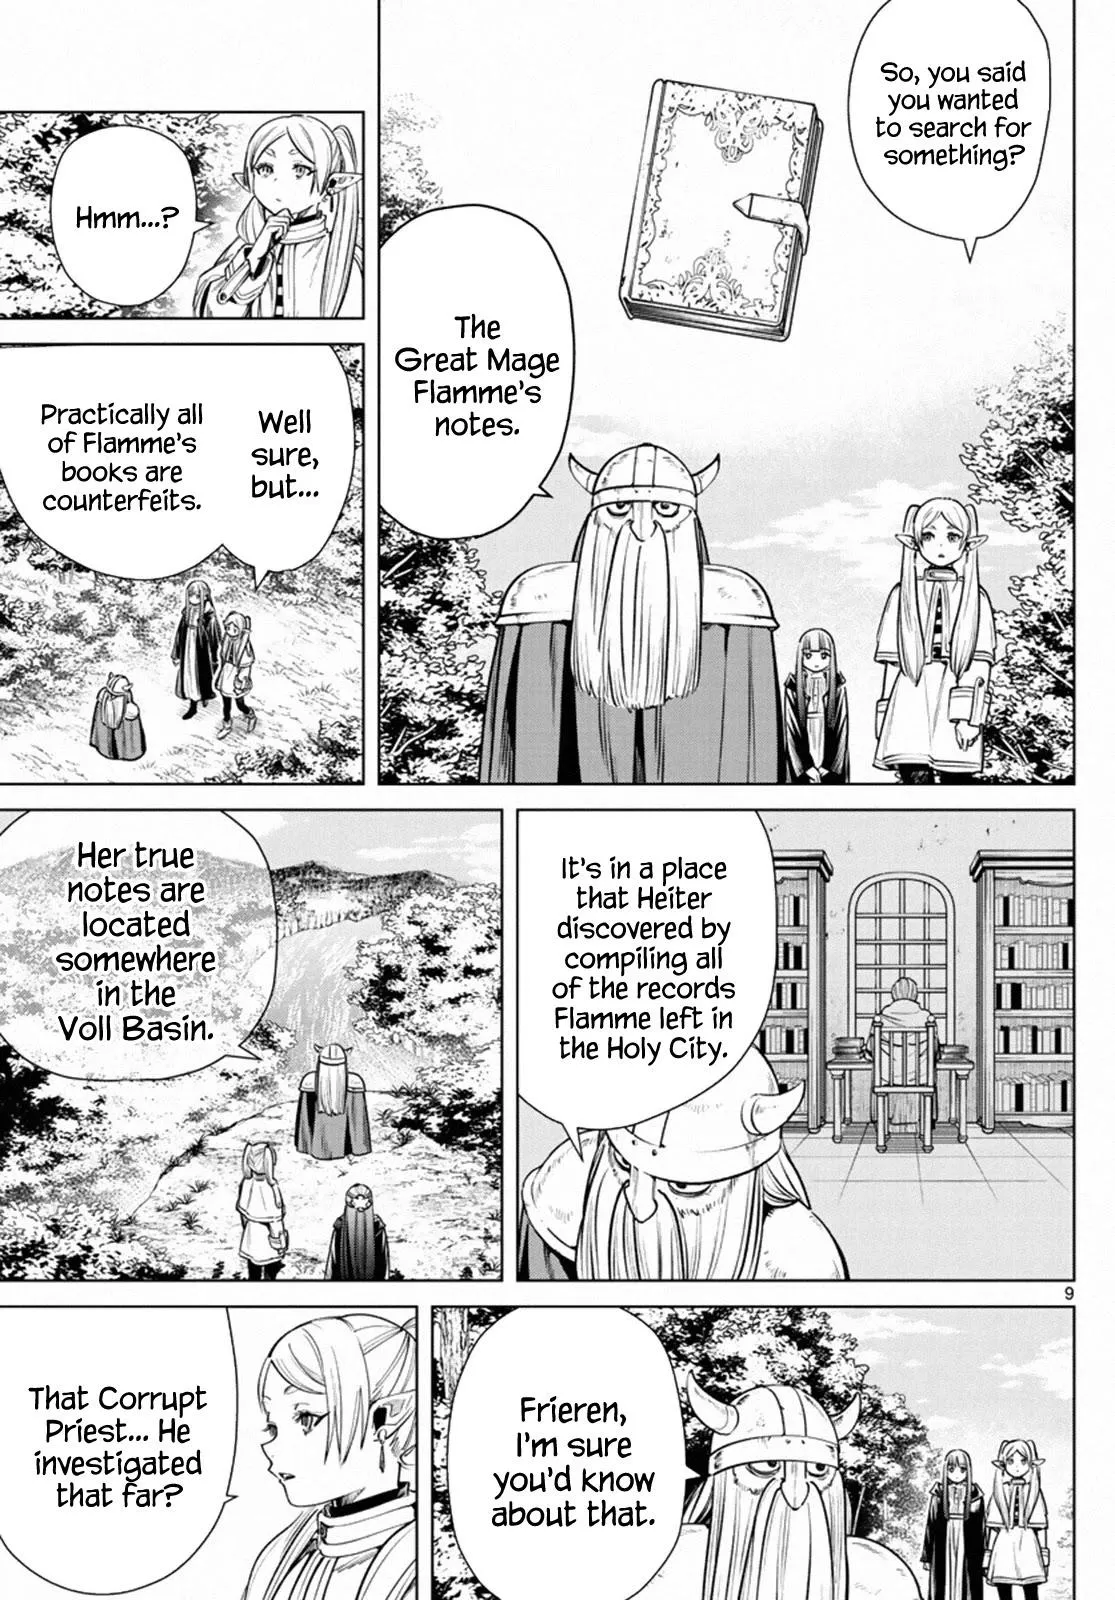 So, you said
you wanted
to search for
something?
The
Great Mage
Flamme's
notes.
Hmm...?
Well
sure,
but...
Practically all
of Flamme's
books are
counterfeits.
It's in a place
that Heiter
discovered by
compiling all
of the records
Flamme left in
the Holy City.
Her true
notes are
located
somewhere
in the
Voll Basin.
9
Frieren,
I'm sure
you'd know
about that.
That Corrupt
Priest... He
investigated
that far?